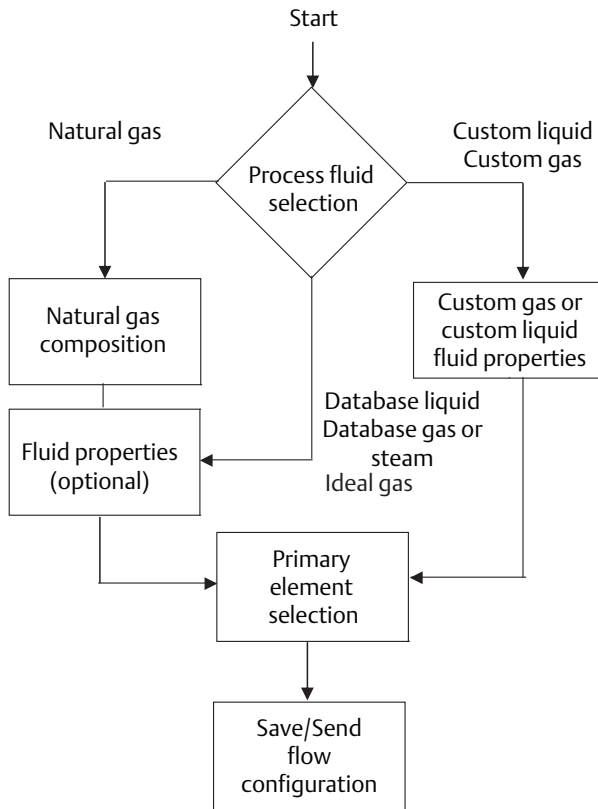 Start
Natural gas
Custom liquid
Custom gas
Process fluid
selection
Natural gas
composition
Custom gas or
custom liquid
fluid properties
Database liquid
Database gas or
steam
Ideal gas
Fluid properties
(optional)
Primary
element
selection
Save/Send
flow
configuration